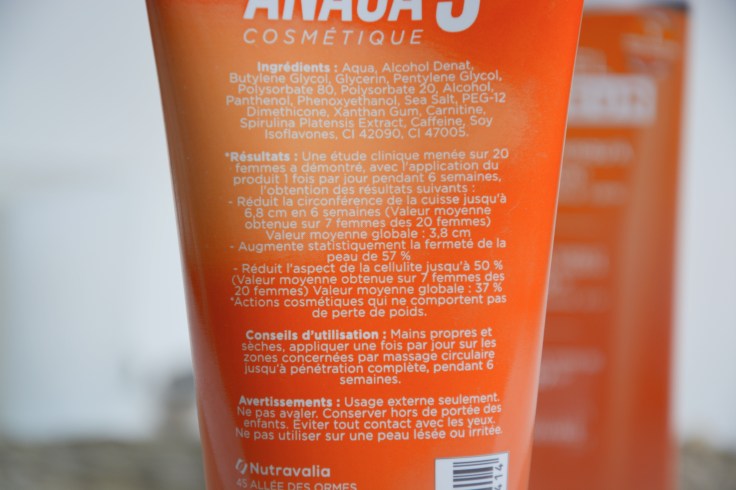 ANACA3
COSMÉTIQUE
Ingrédients : Aqua, Alcohol Denat,
Butylene Glycol, Glycerin, Pentylene Glycol,
Polysorbate 80, Polysorbate 20, Alcohol,
Panthenol, Phenoxyethanol, Sea Salt, PEG-12
Dimethicone, Xanthan Gum, Carnitine,
Spirulina Platensis Extract, Caffeine, Soy
Isoflavones, CI 42090, CI 47005.
*Résultats : Une étude clinique menée sur 20
femmes a démontré, avec l'application du
produit 1 fois par jour pendant 6 semaines,
l'obtention des résultats suivants :
- Réduit la circonférence de la cuisse jusqu'à
6,8 cm en 6 semaines (Valeur moyenne
obtenue sur 7 femmes des 20 femmes)
Valeur moyenne globale : 3,8 cm
- Augmente statistiquement la fermeté de la
peau de 57 %
- Réduit l'aspect de la cellulite jusqu'à 50 %
(Valeur moyenne obtenue sur 7 femmes des
20 femmes) Valeur moyenne globale : 37 %
*Actions cosmétiques qui ne comportent pas
de perte de poids.
Conseils d'utilisation : Mains propres et
sèches, appliquer une fois par jour sur les
zones concernées par massage circulaire
jusqu'à pénétration complète, pendant 6
semaines.
Avertissements : Usage externe seulement.
Ne pas avaler. Conserver hors de portée des
enfants. Eviter tout contact avec les yeux.
Ne pas utiliser sur une peau lésée ou irritée.
Nutravalia
45 ALLÉE DES ORMES
414